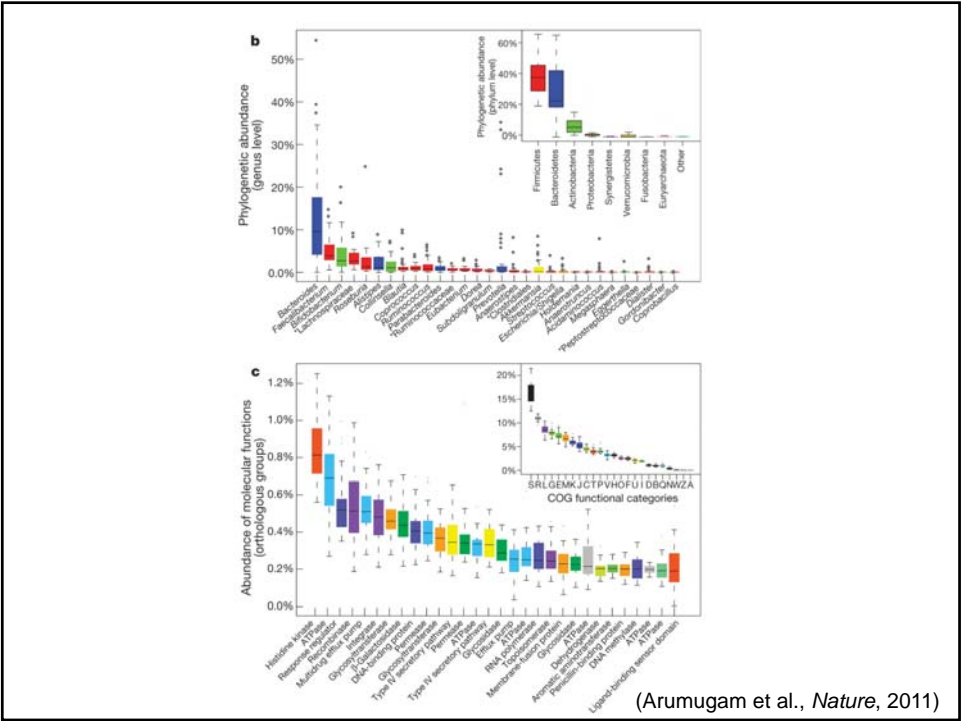 b
Phylogenetic abundance
(genus level)
50%
40%
30%
20%
10%
0.0%
Bacteroides
Faecalibacterium
Bifidobacterium
*Lachnospiraceae
Roseburia
Alistipes
Collinsella
Blautia
Coprococcus
Ruminococcus
Parabacteroides
*Ruminococcaceae
Eubacterium
Dorea
Subdoligranulum
Prevotella
Anaerostipes
*Clostridiales
Akkermansia
Streptococcus
Escherichia/Shigella
Holdemania
Anaerotruncus
Acidaminococcus
Megasphaera
Eggerthella
*Peptostreptococcaceae
Dialister
Gordonibacter
Coprobacillus
Phylogenetic abundance
(phylum level)
60%
40%
20%
0%
Firmicutes
Bacteroidetes
Actinobacteria
Proteobacteria
Synergistetes
Verrucomicrobia
Fusobacteria
Euryarchaeota
Other
c
Abundance of molecular functions
(orthologous groups)
1.2%
1.0%
0.8%
0.6%
0.4%
0.2%
0.0%
Histidine kinase
ATPase
Response regulator
Recombinase
Multidrug efflux pump
Integrase
Glycosyltransferase
β-Galactosidase
DNA-binding protein
Permease
Glycosyltransferase
Type IV secretory pathway
Permease
ATPase
Type IV secretory pathway
Glycosidase
Efflux pump
ATPase
RNA polymerase
Topoisomerase
Membrane-fusion protein
Glycosidase
ATPase
Dehydrogenase
Aromatic aminotransferase
Penicillin-binding protein
DNA methylase
ATPase
ATPase
Ligand-binding sensor domain
20%
15%
10%
5%
0%
SRLGEMKJCTPVHOFUIDBQNWZA
COG functional categories
(Arumugam et al., Nature, 2011)